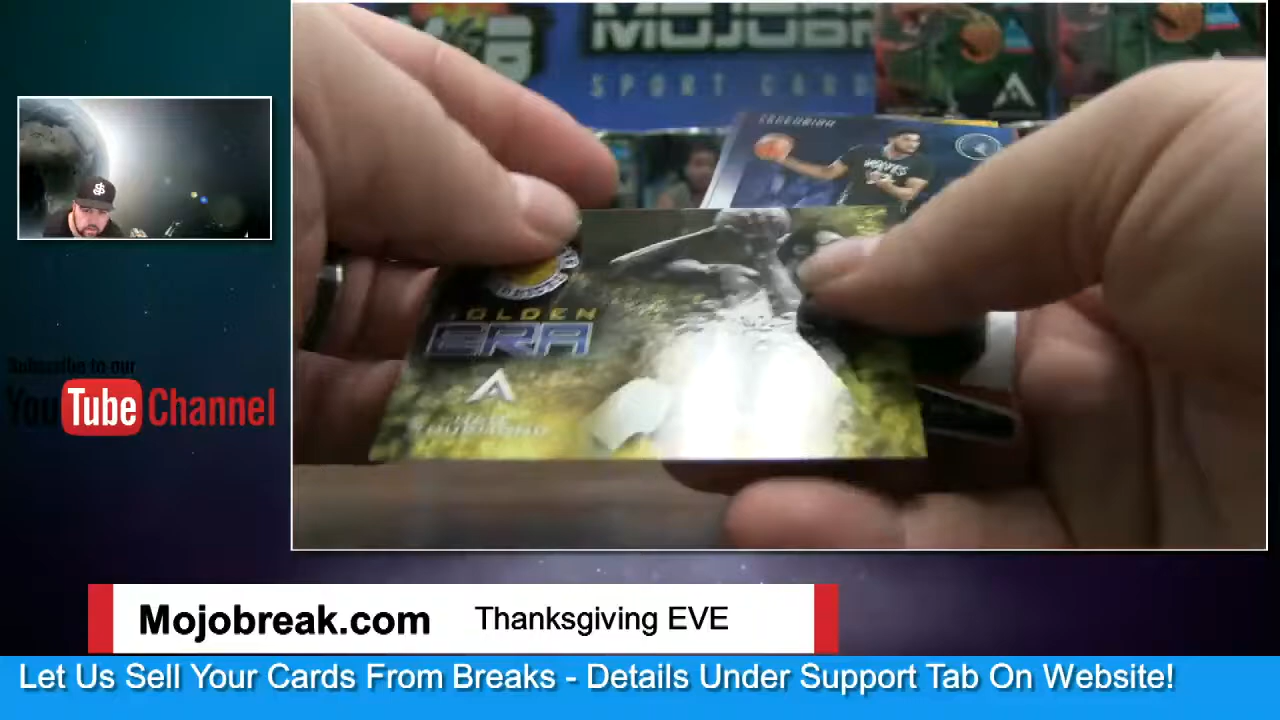 MOJOBR
SPORT CARD
WOLVES
GOLDEN
ERA
Subscribe to our
YouTube Channel
Mojobreak.com
Thanksgiving EVE
Let Us Sell Your Cards From Breaks - Details Under Support Tab On Website!